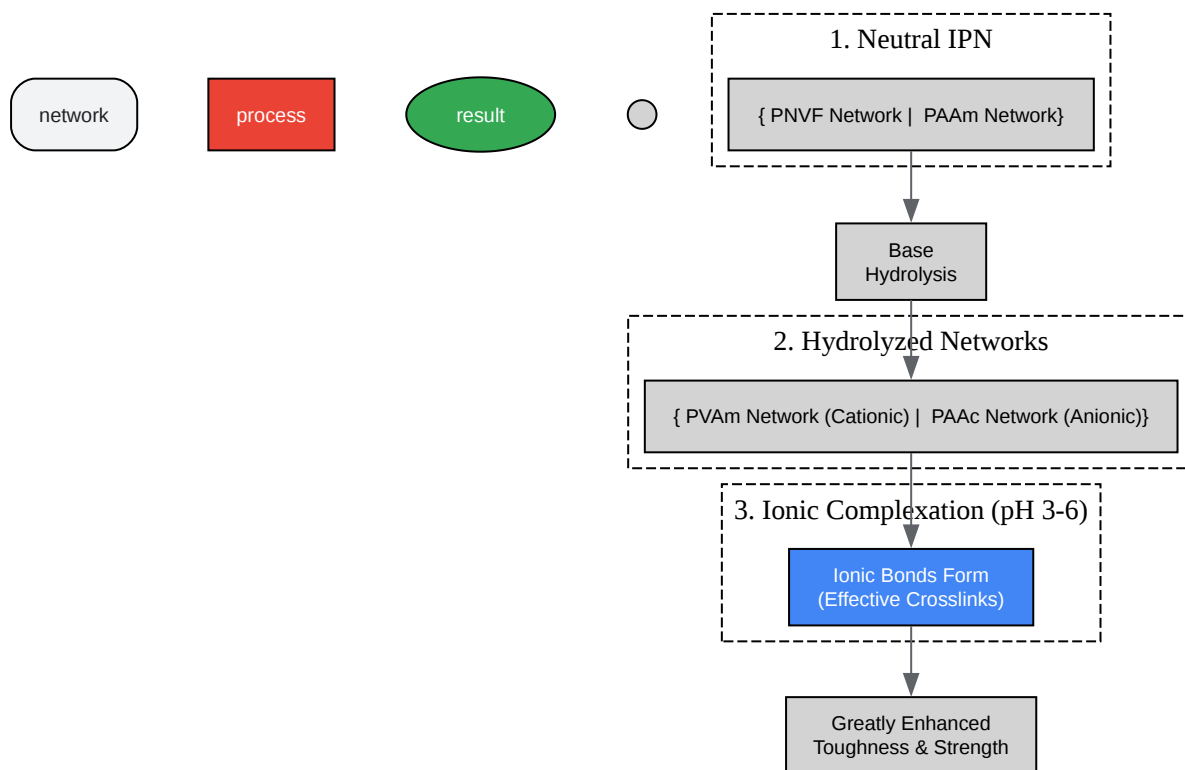 1. Neutral IPN
network
process
result
{ PNVF Network | PAAm Network}
Base
Hydrolysis
2. Hydrolyzed Networks
{ PVAm Network (Cationic) | PAAc Network (Anionic)}
3. Ionic Complexation (pH 3-6)
Ionic Bonds Form
(Effective Crosslinks)
Greatly Enhanced
Toughness & Strength